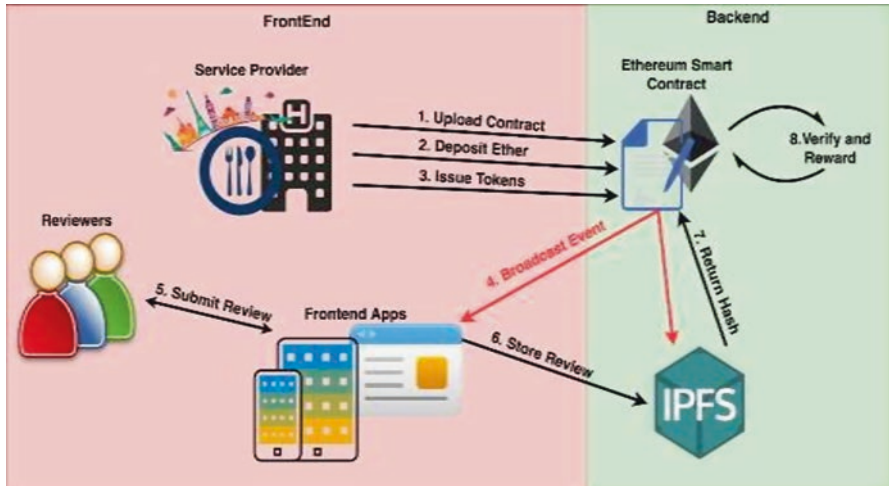 FrontEnd
Backend
Service Provider
Ethereum Smart
Contract
H
1. Upload Contract
2. Deposit Ether
3. Issue Tokens
8.Verify and
Reward
Reviewers
4. Broadcast Event
7. Return Hash
5. Submit Review
Frontend Apps
6. Store Review
IPFS